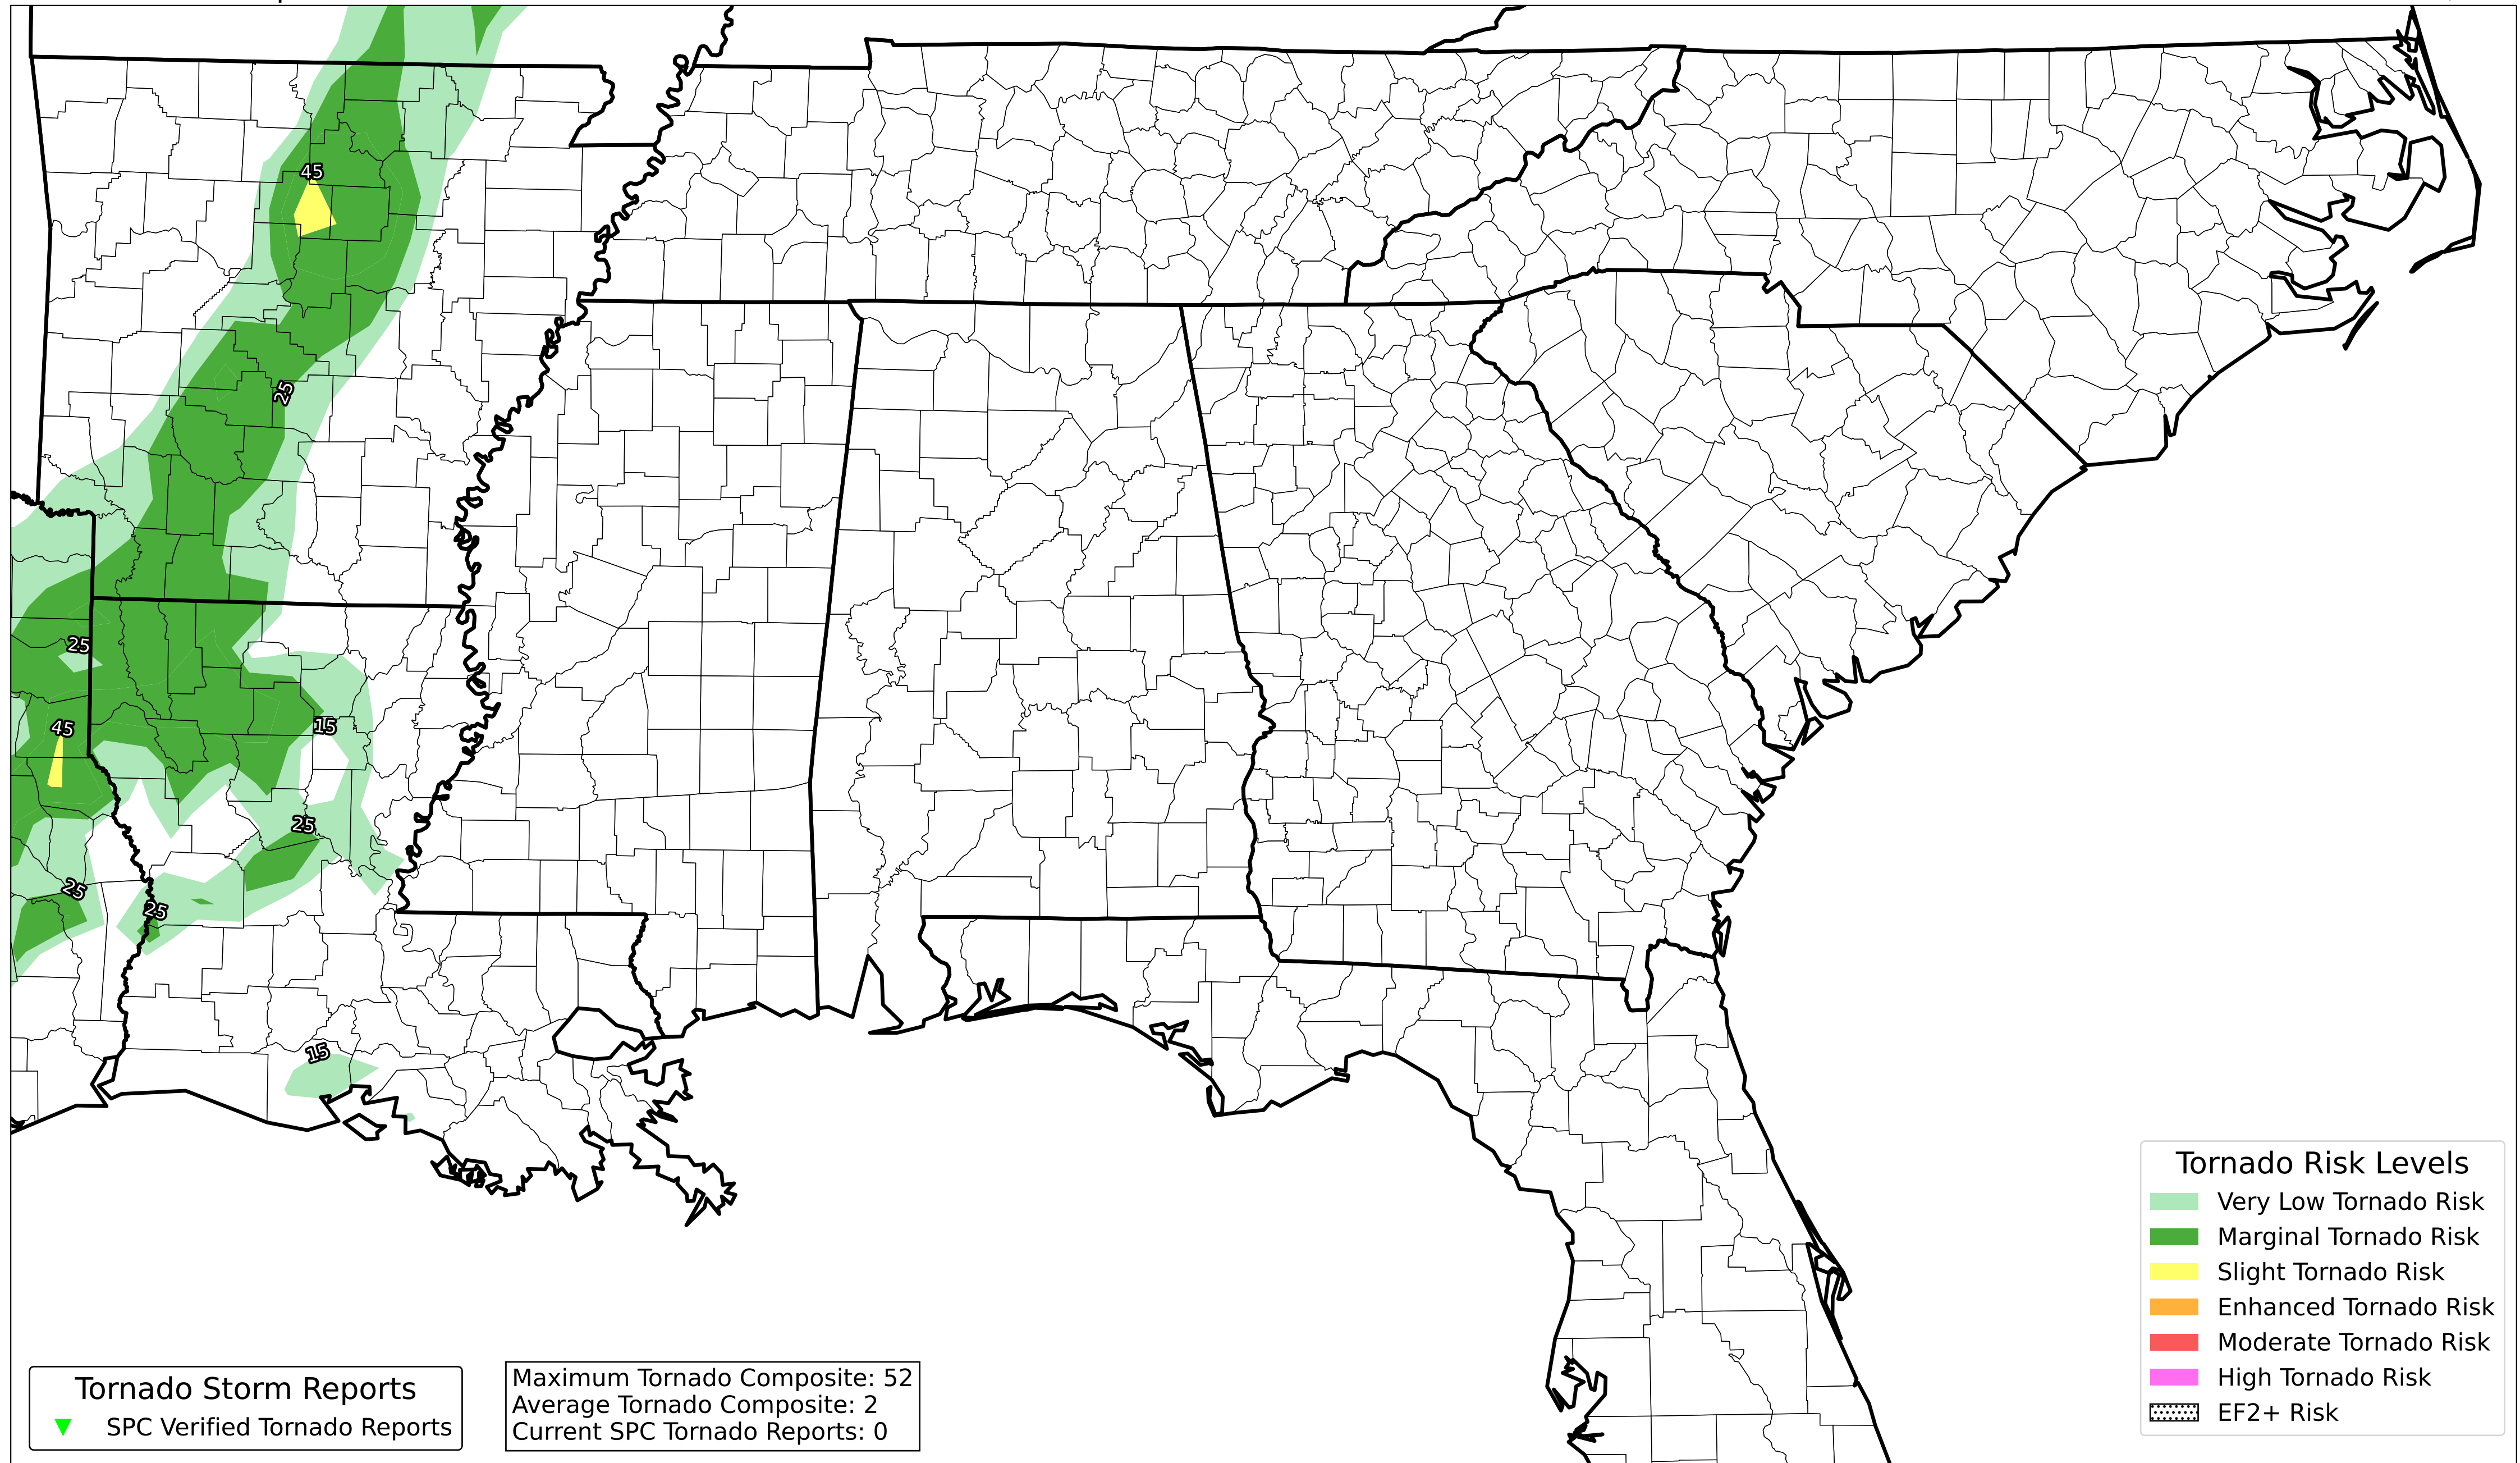 45
25
25
45
15
25
25
25
15
Tornado Risk Levels
Very Low Tornado Risk
Marginal Tornado Risk
Slight Tornado Risk
Enhanced Tornado Risk
Moderate Tornado Risk
High Tornado Risk
EF2+ Risk
Tornado Storm Reports
SPC Verified Tornado Reports
Maximum Tornado Composite: 52
Average Tornado Composite: 2
Current SPC Tornado Reports: 0